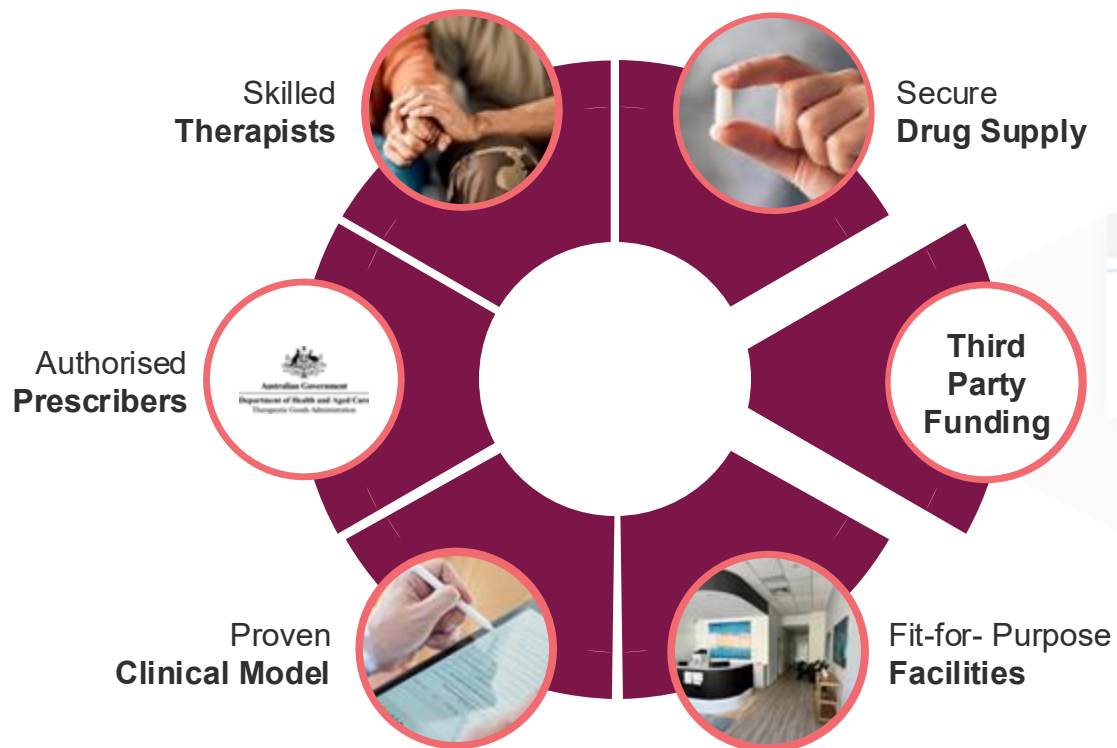 Skilled
Therapists
Secure
Drug Supply
Authorised
Prescribers
Australian Government
Department of Health and Aged Care
Therapeutic Goods Administration
Third
Party
Funding
Proven
Clinical Model
Fit-for- Purpose
Facilities